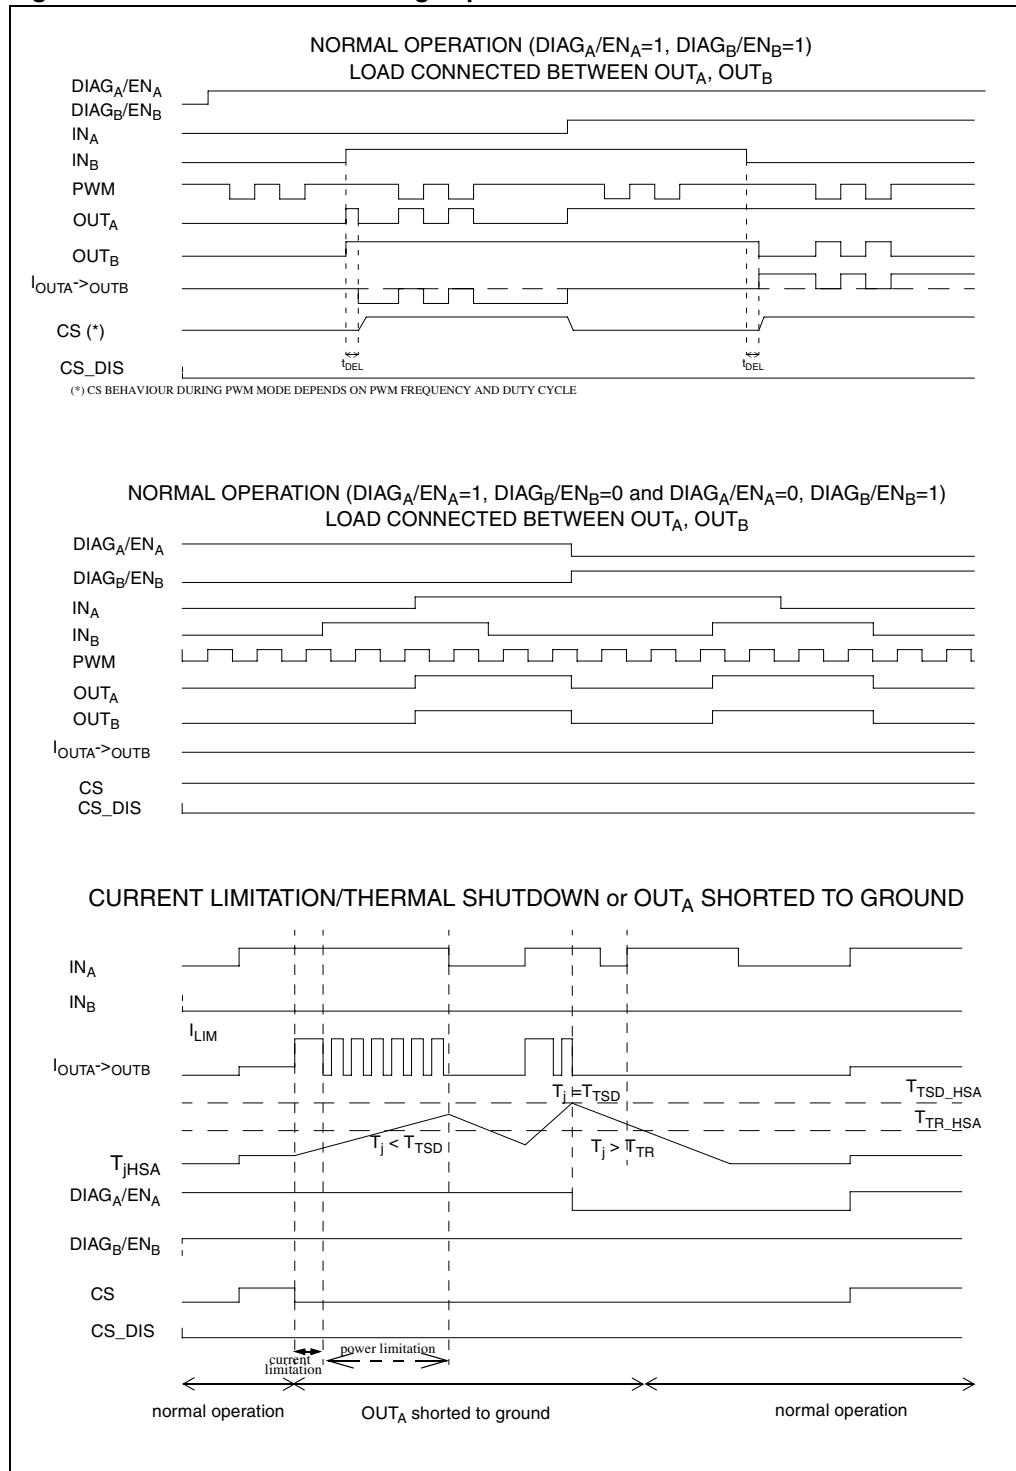 NORMAL OPERATION (DIAGA/ENA=1, DIAGB/ENB=1)
LOAD CONNECTED BETWEEN OUTA, OUTB
DIAGA/ENA
DIAGB/ENB
INA
INB
PWM
OUTA
OUTB
IOUTA->OUTB
CS (*)
tDEL
tDEL
CS_DIS
(*) CS BEHAVIOUR DURING PWM MODE DEPENDS ON PWM FREQUENCY AND DUTY CYCLE
NORMAL OPERATION (DIAGA/ENA=1, DIAGB/ENB=0 and DIAGA/ENA=0, DIAGB/ENB=1)
LOAD CONNECTED BETWEEN OUTA, OUTB
DIAGA/ENA
DIAGB/ENB
INA
INB
PWM
OUTA
OUTB
IOUTA->OUTB
CS
CS_DIS
CURRENT LIMITATION/THERMAL SHUTDOWN or OUTA SHORTED TO GROUND
INA
INB
ILIM
IOUTA->OUTB
Tj =TTSD
TTSD_HSA
TTR_HSA
Tj < TTSD
Tj > TTR
TjHSA
DIAGA/ENA
DIAGB/ENB
CS
CS_DIS
current
limitation
power limitation
normal operation
OUTA shorted to ground
normal operation